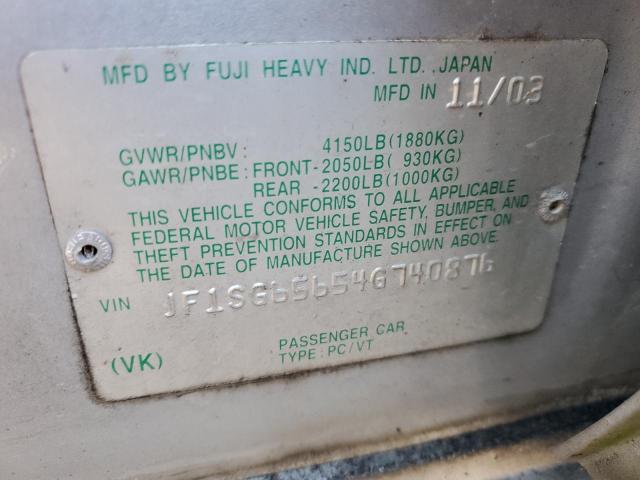 MFD BY FUJI HEAVY IND. LTD., JAPAN
MFD IN 11/03
GVWR/PNBV: 4150LB(1880KG)
GAWR/PNBE: FRONT-2050LB( 930KG)
REAR -2200LB(1000KG)
THIS VEHICLE CONFORMS TO ALL APPLICABLE
FEDERAL MOTOR VEHICLE SAFETY, BUMPER, AND
THEFT PREVENTION STANDARDS IN EFFECT ON
THE DATE OF MANUFACTURE SHOWN ABOVE.
VIN JF1SG65654G740876
PASSENGER CAR
(VK) TYPE: PC/VT